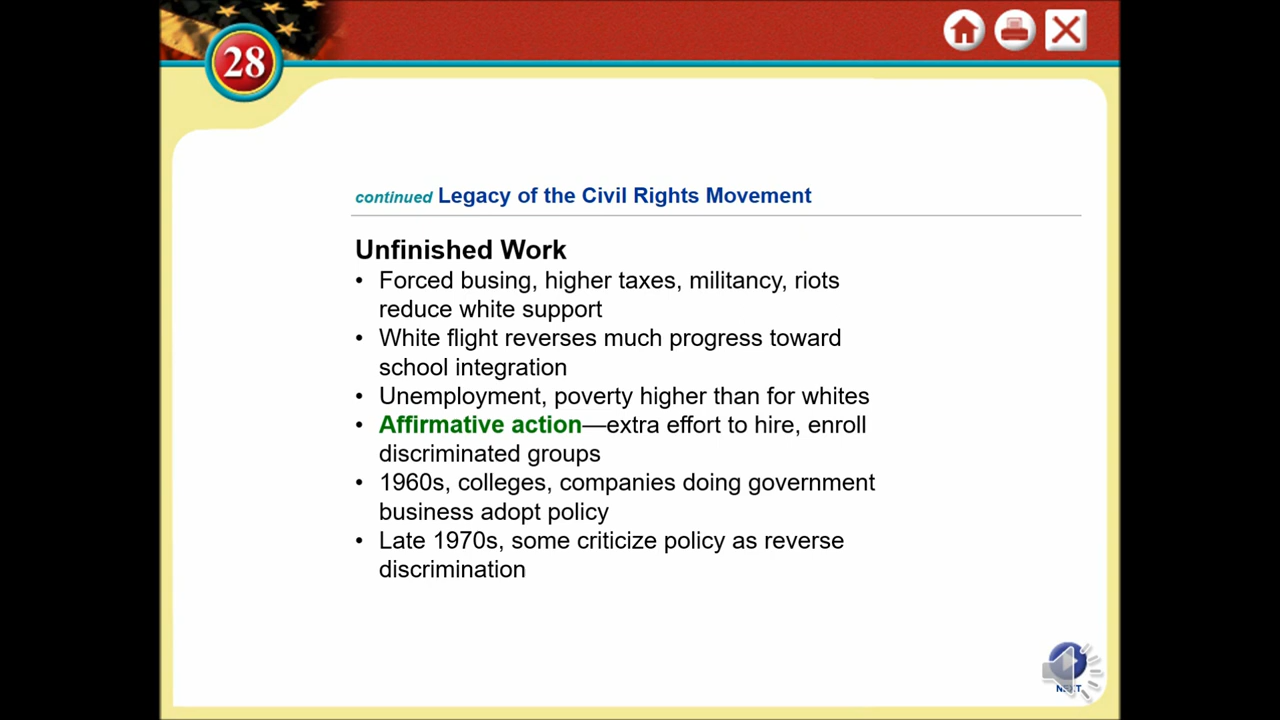 28
continued Legacy of the Civil Rights Movement
Unfinished Work
• Forced busing, higher taxes, militancy, riots
reduce white support
• White flight reverses much progress toward
school integration
• Unemployment, poverty higher than for whites
• Affirmative action—extra effort to hire, enroll
discriminated groups
• 1960s, colleges, companies doing government
business adopt policy
• Late 1970s, some criticize policy as reverse
discrimination
NEXT